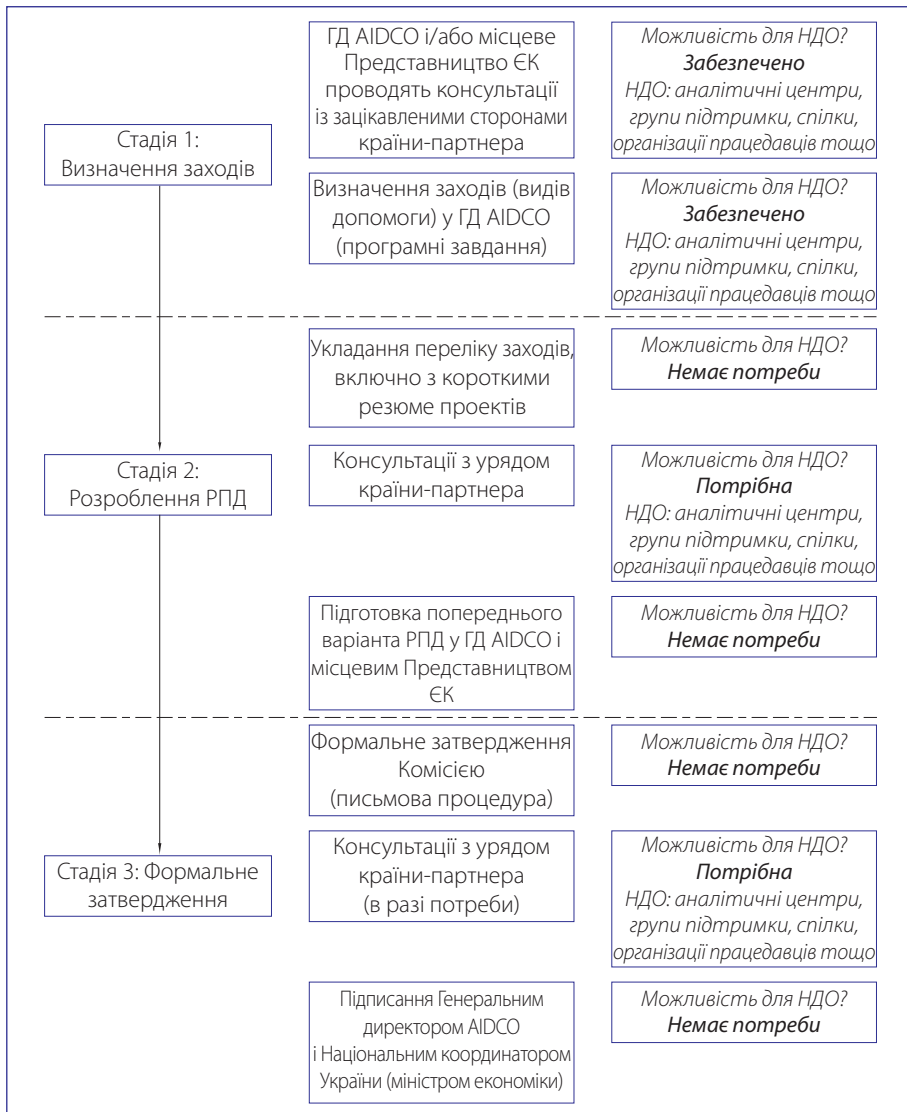 ГД AIDCO і/або місцеве
Представництво ЄК
проводять консультації
із зацікавленими сторонами
країни-партнера
Можливість для НДО?
Забезпечено
НДО: аналітичні центри,
групи підтримки, спілки,
організації працедавців тощо
Стадія 1:
Визначення заходів
Визначення заходів (видів
допомоги) у ГД AIDCO
(програмні завдання)
Можливість для НДО?
Забезпечено
НДО: аналітичні центри,
групи підтримки, спілки,
організації працедавців тощо
Укладання переліку заходів,
включно з короткими
резюме проектів
Можливість для НДО?
Немає потреби
Стадія 2:
Розроблення РПД
Консультації з урядом
країни-партнера
Можливість для НДО?
Потрібна
НДО: аналітичні центри,
групи підтримки, спілки,
організації працедавців тощо
Підготовка попереднього
варіанта РПД у ГД AIDCO і
місцевим Представництвом
ЄК
Можливість для НДО?
Немає потреби
Формальне затвердження
Комісією
(письмова процедура)
Можливість для НДО?
Немає потреби
Стадія 3: Формальне
затвердження
Консультації з урядом
країни-партнера
(в разі потреби)
Можливість для НДО?
Потрібна
НДО: аналітичні центри,
групи підтримки, спілки,
організації працедавців тощо
Підписання Генеральним
директором AIDCO
і Національним координатором
України (міністром економіки)
Можливість для НДО?
Немає потреби